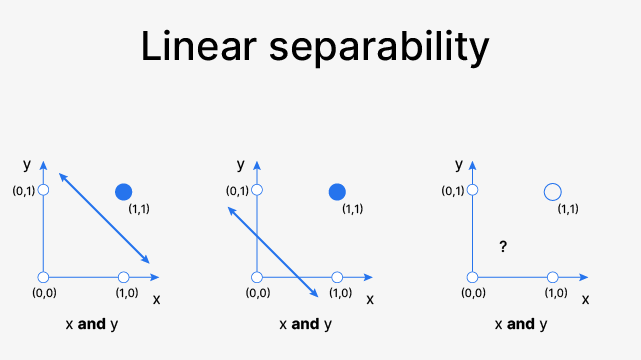 Linear separability
y
(0,1)
(1,1)
(0,0)
(1,0)
x
x and y
y
(0,1)
(1,1)
(0,0)
(1,0)
x
x and y
y
(0,1)
(1,1)
?
(0,0)
(1,0)
x
x and y